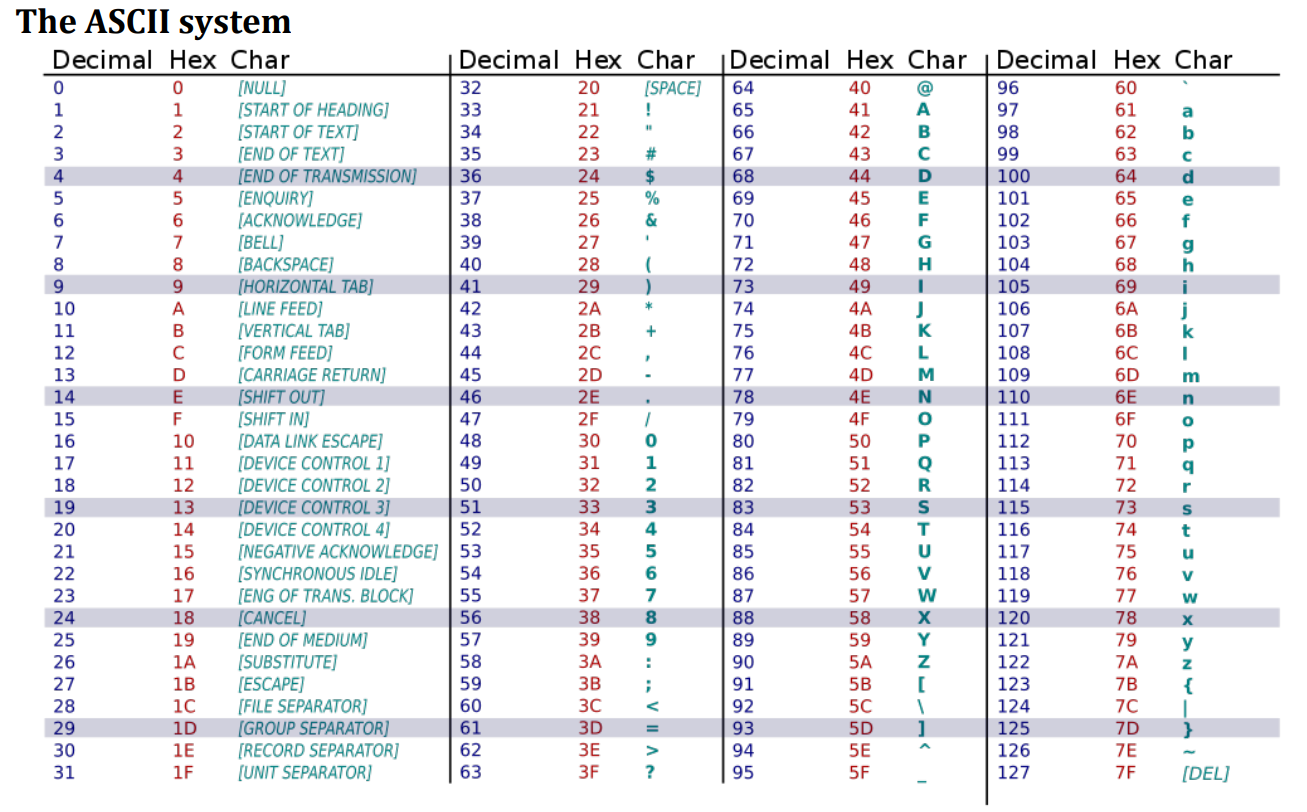 The ASCII system
Decimal Hex Char Decimal Hex Char Decimal Hex Char Decimal Hex Char
0 0 [NULL] 32 20 [SPACE] 64 40 @ 96 60 `
1 1 [START OF HEADING] 33 21 ! 65 41 A 97 61 a
2 2 [START OF TEXT] 34 22 " 66 42 B 98 62 b
3 3 [END OF TEXT] 35 23 # 67 43 C 99 63 c
4 4 [END OF TRANSMISSION] 36 24 $ 68 44 D 100 64 d
5 5 [ENQUIRY] 37 25 % 69 45 E 101 65 e
6 6 [ACKNOWLEDGE] 38 26 & 70 46 F 102 66 f
7 7 [BELL] 39 27 ' 71 47 G 103 67 g
8 8 [BACKSPACE] 40 28 ( 72 48 H 104 68 h
9 9 [HORIZONTAL TAB] 41 29 ) 73 49 I 105 69 i
10 A [LINE FEED] 42 2A * 74 4A J 106 6A j
11 B [VERTICAL TAB] 43 2B + 75 4B K 107 6B k
12 C [FORM FEED] 44 2C , 76 4C L 108 6C l
13 D [CARRIAGE RETURN] 45 2D - 77 4D M 109 6D m
14 E [SHIFT OUT] 46 2E . 78 4E N 110 6E n
15 F [SHIFT IN] 47 2F / 79 4F O 111 6F o
16 10 [DATA LINK ESCAPE] 48 30 0 80 50 P 112 70 p
17 11 [DEVICE CONTROL 1] 49 31 1 81 51 Q 113 71 q
18 12 [DEVICE CONTROL 2] 50 32 2 82 52 R 114 72 r
19 13 [DEVICE CONTROL 3] 51 33 3 83 53 S 115 73 s
20 14 [DEVICE CONTROL 4] 52 34 4 84 54 T 116 74 t
21 15 [NEGATIVE ACKNOWLEDGE] 53 35 5 85 55 U 117 75 u
22 16 [SYNCHRONOUS IDLE] 54 36 6 86 56 V 118 76 v
23 17 [ENG OF TRANS. BLOCK] 55 37 7 87 57 W 119 77 w
24 18 [CANCEL] 56 38 8 88 58 X 120 78 x
25 19 [END OF MEDIUM] 57 39 9 89 59 Y 121 79 y
26 1A [SUBSTITUTE] 58 3A : 90 5A Z 122 7A z
27 1B [ESCAPE] 59 3B ; 91 5B [ 123 7B {
28 1C [FILE SEPARATOR] 60 3C < 92 5C \ 124 7C |
29 1D [GROUP SEPARATOR] 61 3D = 93 5D ] 125 7D }
30 1E [RECORD SEPARATOR] 62 3E > 94 5E ^ 126 7E ~
31 1F [UNIT SEPARATOR] 63 3F ? 95 5F _ 127 7F [DEL]